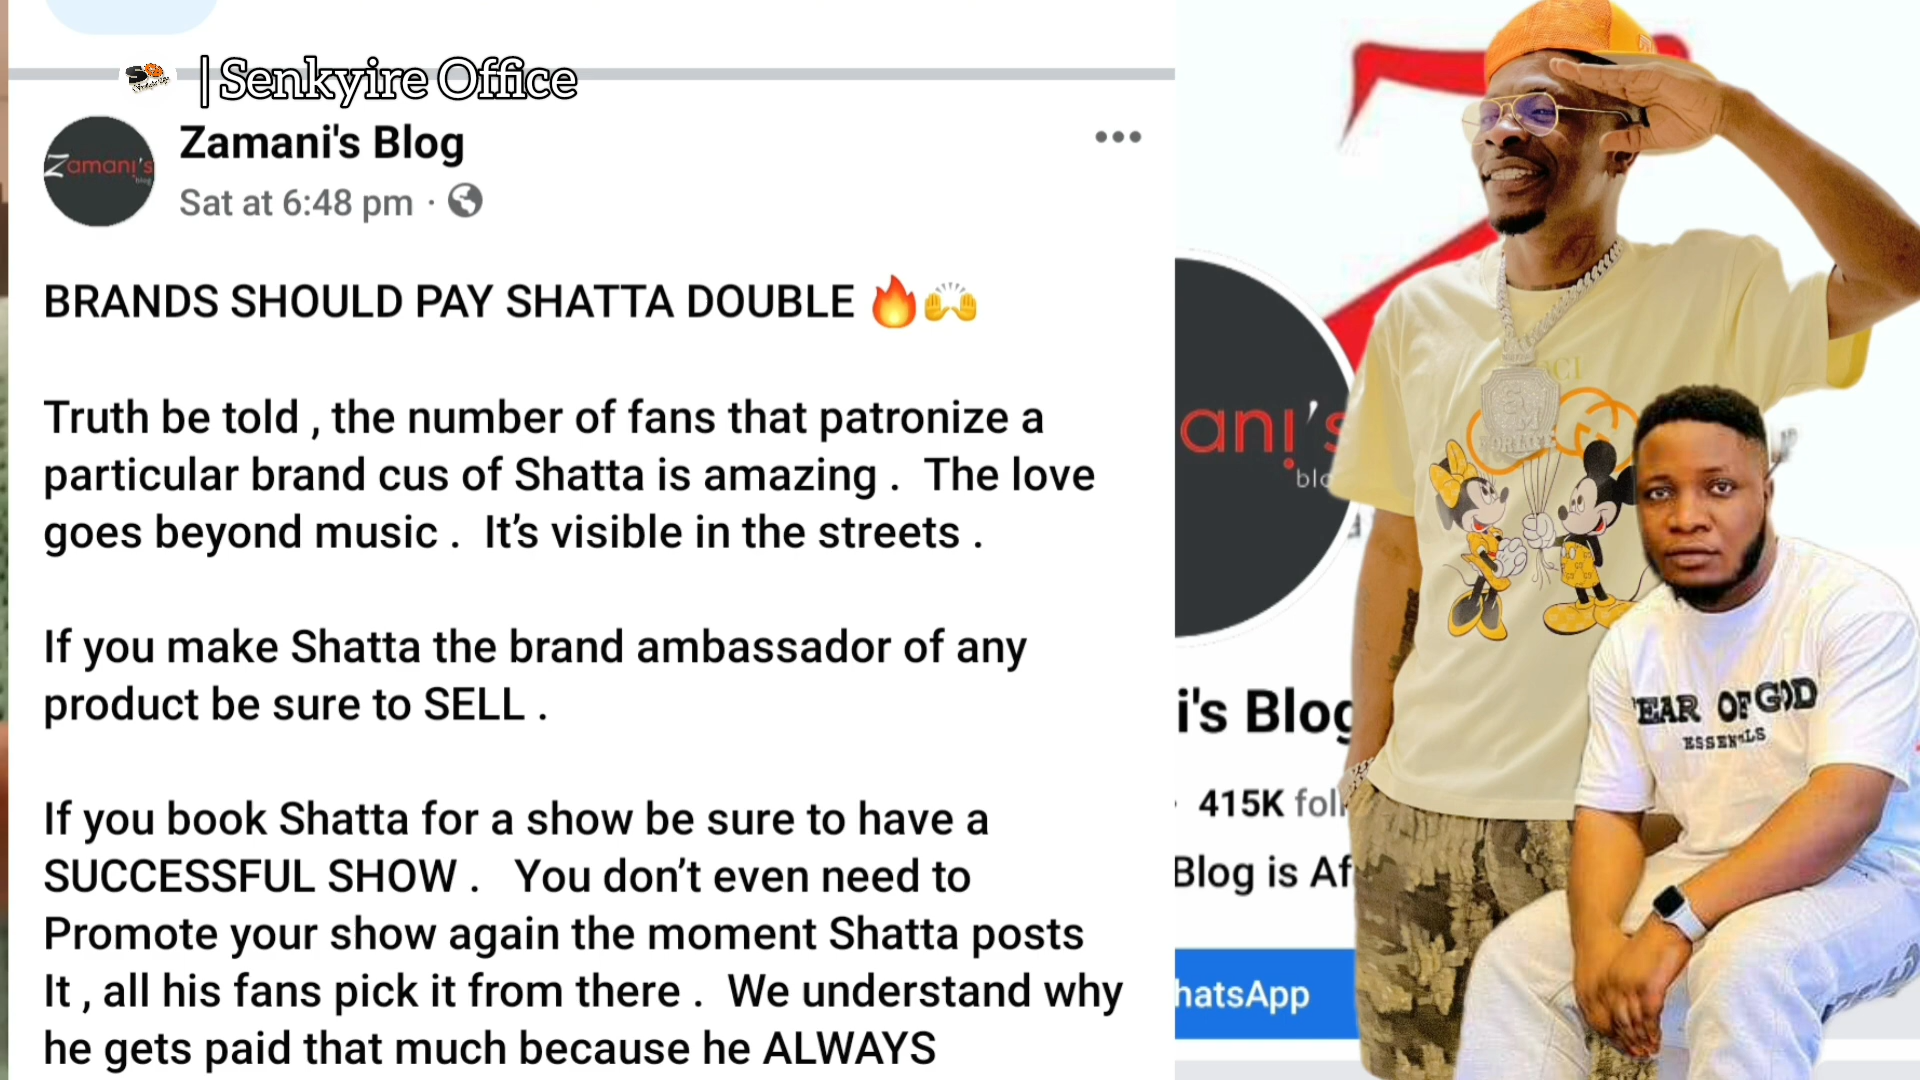 | Senkyire Office
Zamani's
blog
Zamani's Blog
Sat at 6:48 pm ·
BRANDS SHOULD PAY SHATTA DOUBLE 🔥🙌
Truth be told , the number of fans that patronize a
particular brand cus of Shatta is amazing .  The love
goes beyond music .  It’s visible in the streets .
If you make Shatta the brand ambassador of any
product be sure to SELL .
If you book Shatta for a show be sure to have a
SUCCESSFUL SHOW .   You don’t even need to
Promote your show again the moment Shatta posts
It , all his fans pick it from there .  We understand why
he gets paid that much because he ALWAYS
ani's
blo
i's Blog
415K foll
Blog is Af
hatsApp
EAR OF GOD
ESSENTIALS